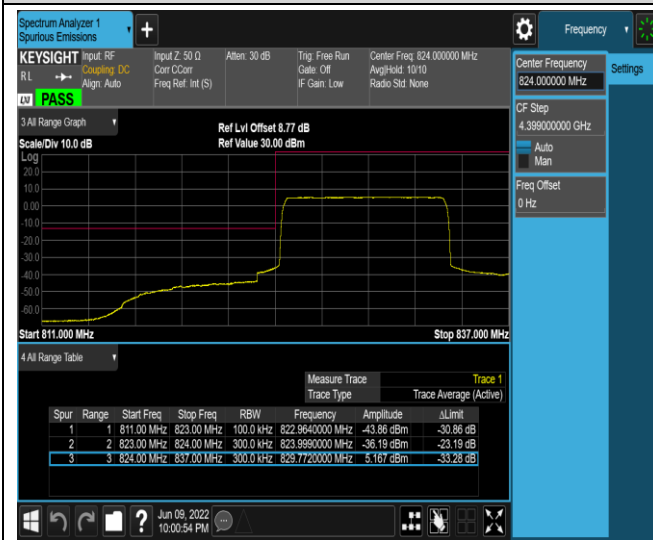 Spectrum Analyzer 1
Spurious Emissions
+
Frequency
KEYSIGHT
R L
Input: RF
Coupling: DC
Align: Auto
Input Z: 50 Ω
Corr CCorr
Freq Ref: Int (S)
Atten: 30 dB
Trig: Free Run
Gate: Off
IF Gain: Low
Center Freq: 824.000000 MHz
Avg|Hold: 10/10
Radio Std: None
LXI PASS
Center Frequency
824.000000 MHz
Settings
CF Step
4.399000000 GHz
Auto
Man
Freq Offset
0 Hz
3 All Range Graph
Scale/Div 10.0 dB
Ref Lvl Offset 8.77 dB
Ref Value 30.00 dBm
Log
20.0
10.0
0.00
-10.0
-20.0
-30.0
-40.0
-50.0
-60.0
Start 811.000 MHz
Stop 837.000 MHz
4 All Range Table
Measure Trace Trace 1
Trace Type Trace Average (Active)
Spur Range Start Freq Stop Freq RBW Frequency Amplitude ΔLimit
1 1 811.00 MHz 823.00 MHz 100.0 kHz 822.9640000 MHz -43.86 dBm -30.86 dB
2 2 823.00 MHz 824.00 MHz 300.0 kHz 823.9990000 MHz -36.19 dBm -23.19 dB
3 3 824.00 MHz 837.00 MHz 300.0 kHz 829.7720000 MHz 5.167 dBm -33.28 dB
?
Jun 09, 2022
10:00:54 PM